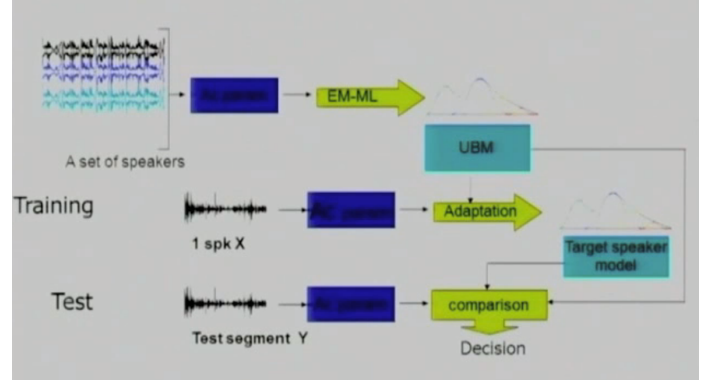 EM-ML
A set of speakers
UBM
Training
Adaptation
1 spk X
Target speaker
model
Test
comparison
Test segment Y
Decision